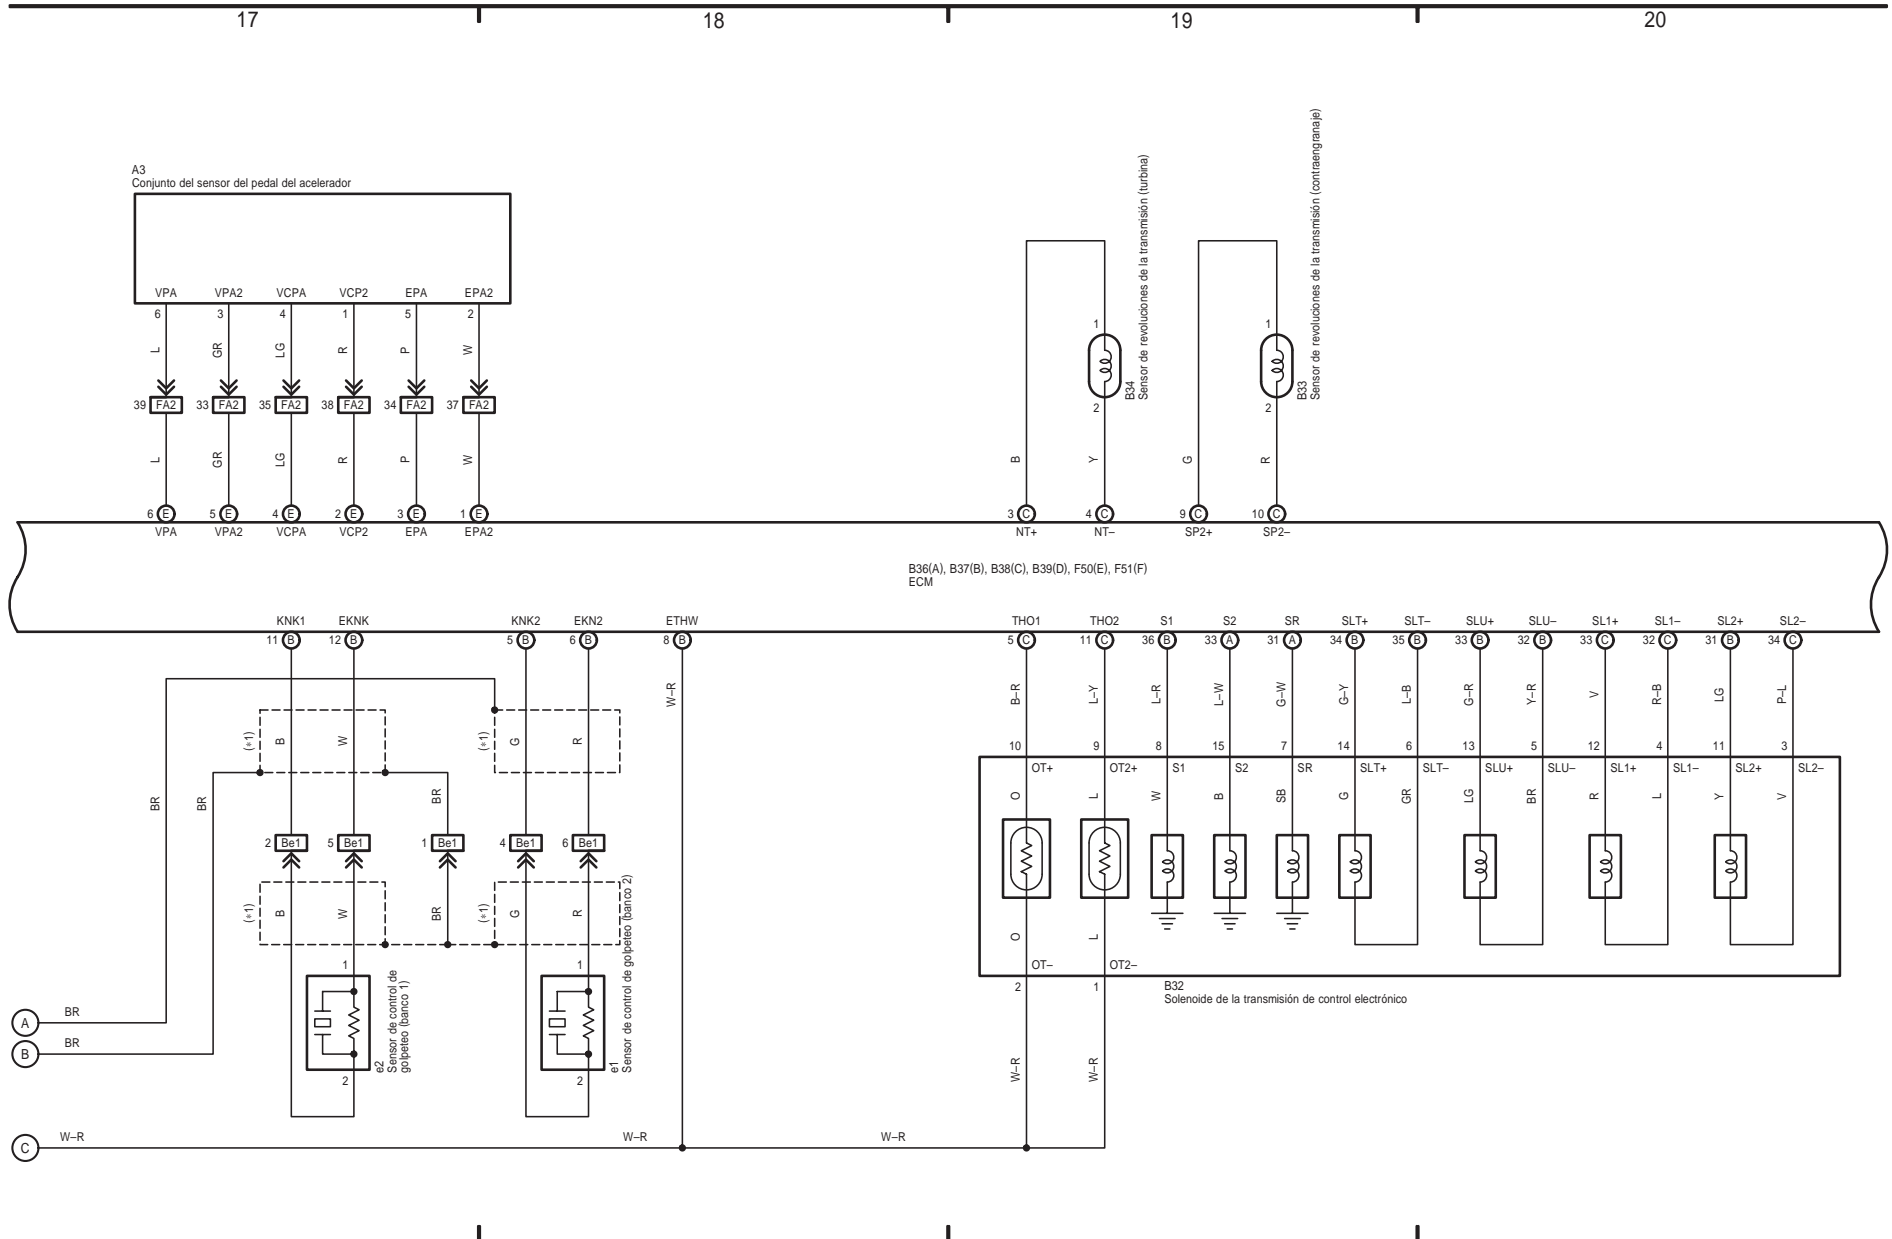 17 18 19 20
A3
Conjunto del sensor del pedal del acelerador
VPA VPA2 VCPA VCP2 EPA EPA2
6 3 4 1 5 2
L GR LG R P W
39 FA2 33 FA2 35 FA2 38 FA2 34 FA2 37 FA2
L GR LG R P W
6 E 5 E 4 E 2 E 3 E 1 E
VPA VPA2 VCPA VCP2 EPA EPA2
B34
Sensor de revoluciones de la transmisión (turbina)
B33
Sensor de revoluciones de la transmisión (contraengranaje)
1 1
2 2
B Y G R
3 C 4 C 9 C 10 C
NT+ NT– SP2+ SP2–
B36(A), B37(B), B38(C), B39(D), F50(E), F51(F)
ECM
KNK1 EKNK KNK2 EKN2 ETHW THO1 THO2 S1 S2 SR SLT+ SLT– SLU+ SLU– SL1+ SL1– SL2+ SL2–
11 B 12 B 5 B 6 B 8 B 5 C 11 C 36 B 33 A 31 A 34 B 35 B 33 B 32 B 33 C 32 C 31 B 34 C
W–R B–R L–Y L–R L–W G–W G–Y L–B G–R Y–R V R–B LG P–L
(*1) B W (*1) G R
10 9 8 15 7 14 6 13 5 12 4 11 3
OT+ OT2+ S1 S2 SR SLT+ SLT– SLU+ SLU– SL1+ SL1– SL2+ SL2–
BR BR BR
O L W B SB G GR LG BR R L Y V
2 Be1 5 Be1 1 Be1 4 Be1 6 Be1
(*1) B W BR (*1) G R
O L
OT– OT2–
1 1
2 1
B32
Solenoide de la transmisión de control electrónico
e2
Sensor de control de
golpeteo (banco 1)
e1
Sensor de control de golpeteo (banco 2)
2 2
A BR
B BR
W–R W–R
C W–R W–R W–R